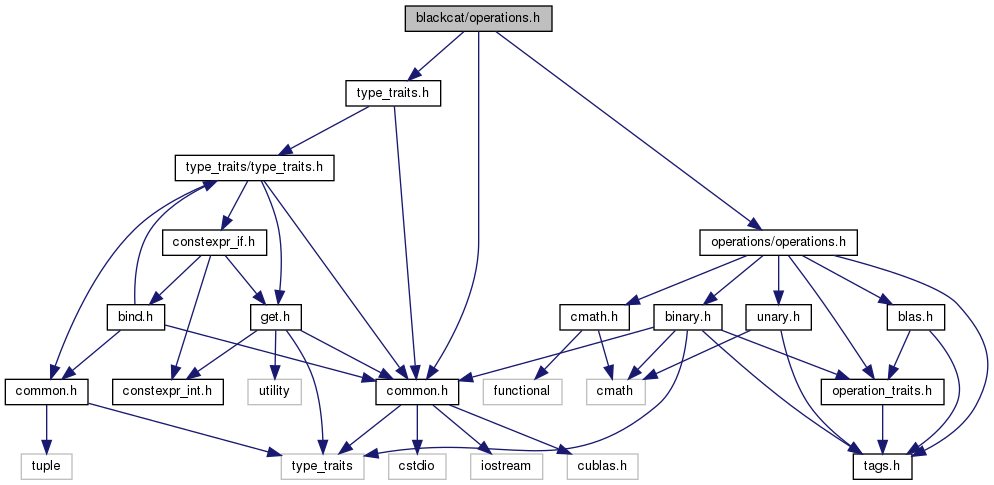 blackcat/operations.h
type_traits.h
type_traits/type_traits.h
constexpr_if.h
operations/operations.h
bind.h
get.h
cmath.h
binary.h
unary.h
blas.h
common.h
constexpr_int.h
utility
common.h
functional
cmath
operation_traits.h
tuple
type_traits
cstdio
iostream
cublas.h
tags.h